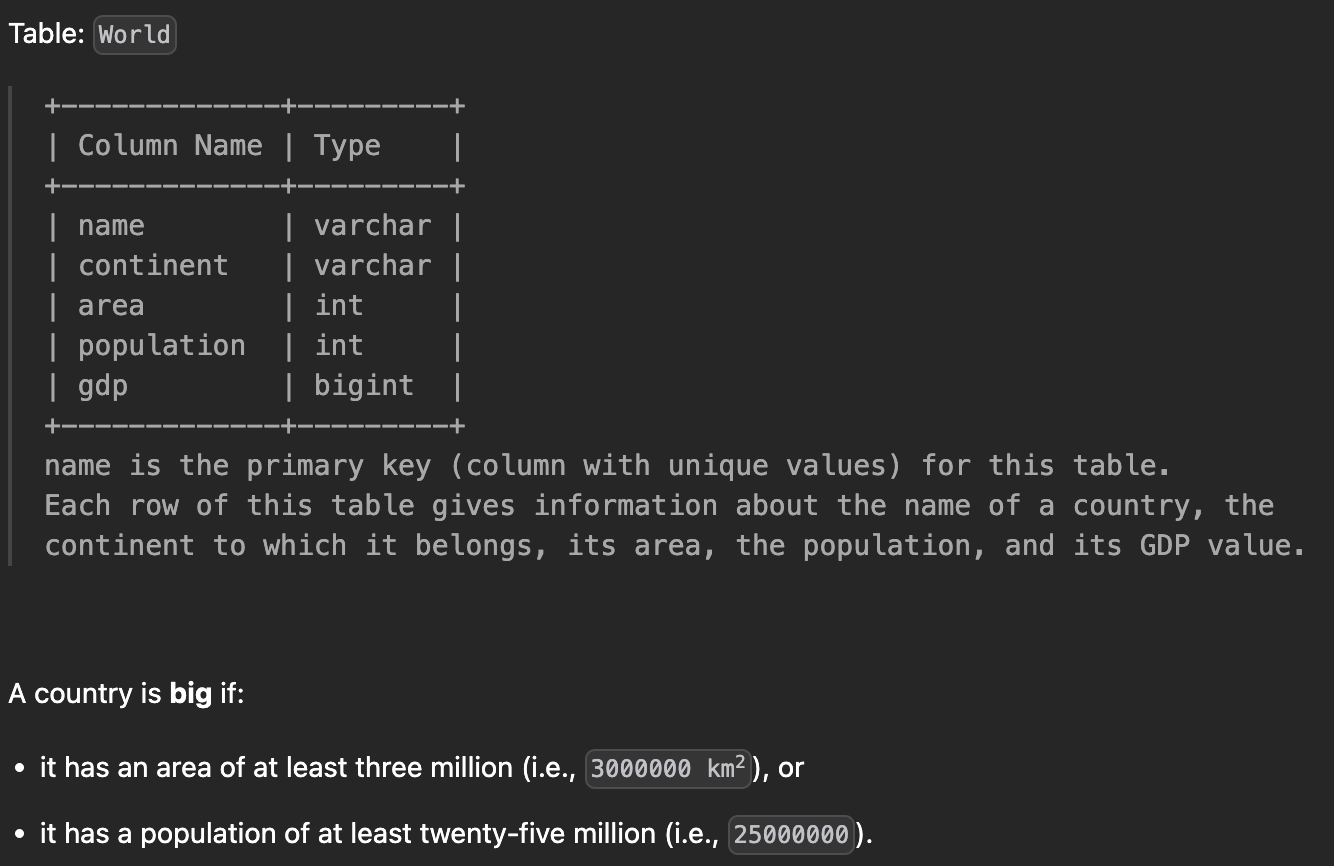 Table: World
+-------------+---------+
| Column Name | Type    |
+-------------+---------+
| name        | varchar |
| continent   | varchar |
| area        | int     |
| population  | int     |
| gdp         | bigint  |
+-------------+---------+
name is the primary key (column with unique values) for this table.
Each row of this table gives information about the name of a country, the
continent to which it belongs, its area, the population, and its GDP value.
A country is big if:
• it has an area of at least three million (i.e., 3000000 km²), or
• it has a population of at least twenty-five million (i.e., 25000000).